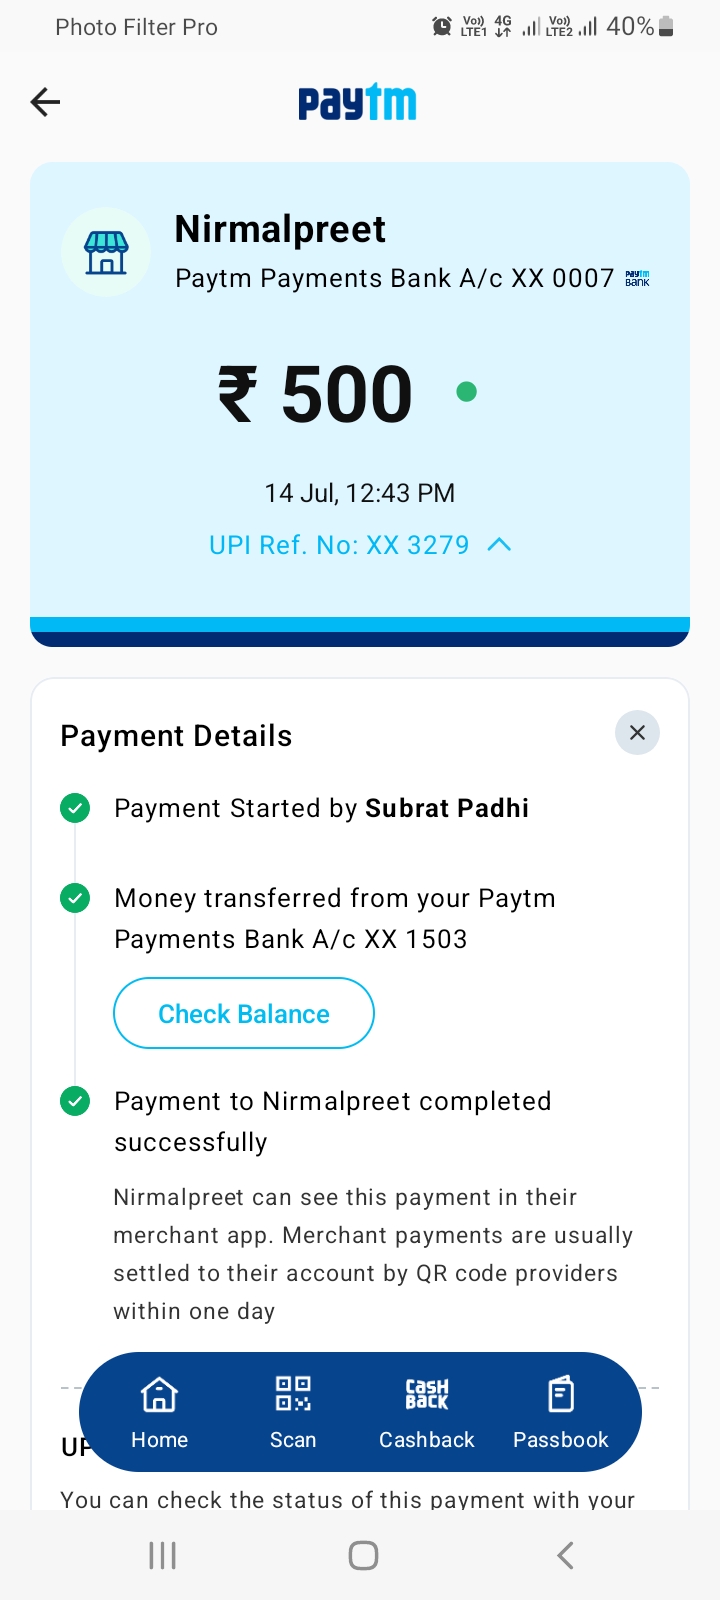 Photo Filter Pro
Vo)) LTE1 4G Vo)) LTE2 40%
paytm
Nirmalpreet
Paytm Payments Bank A/c XX 0007 paytm BANK
₹ 500
14 Jul, 12:43 PM
UPI Ref. No: XX 3279
Payment Details
Payment Started by Subrat Padhi
Money transferred from your Paytm
Payments Bank A/c XX 1503
Check Balance
Payment to Nirmalpreet completed
successfully
Nirmalpreet can see this payment in their
merchant app. Merchant payments are usually
settled to their account by QR code providers
within one day
CASH BACK
Home Scan Cashback Passbook
UP
You can check the status of this payment with your